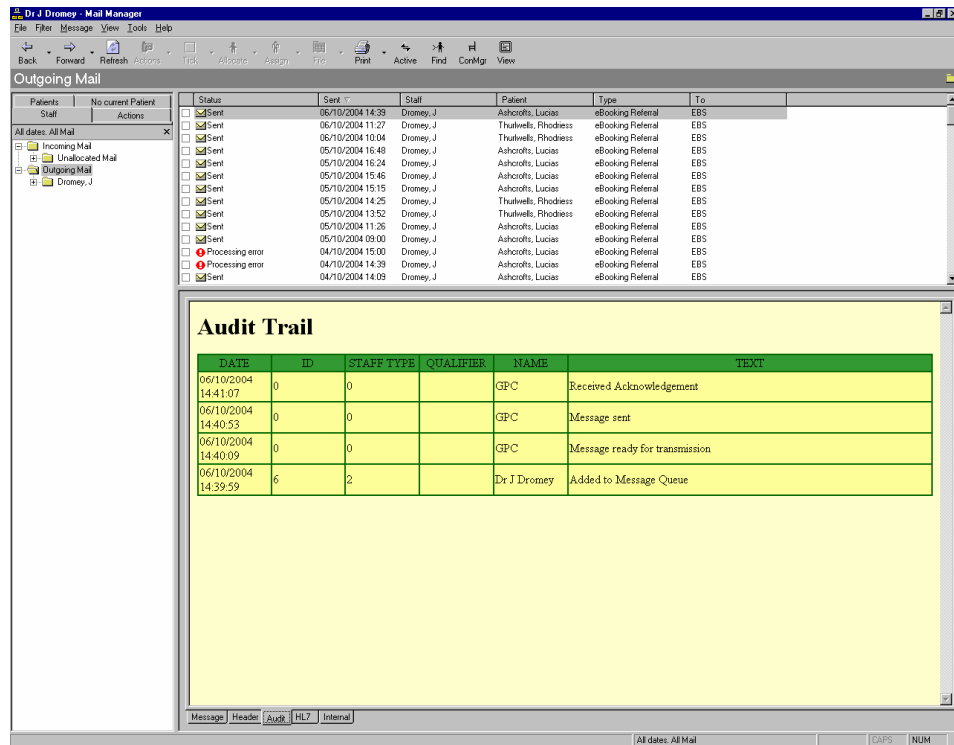 Dr J Dromey - Mail Manager
File Filter Message View Tools Help
Back Forward Refresh Actions Tick Allocate Assign File Print Active Find ConMgr View
Outgoing Mail
Patients No current Patient
Staff Actions
All dates. All Mail x
Incoming Mail
Unallocated Mail
Outgoing Mail
Dromey, J
Status Sent Staff Patient Type To
Sent 06/10/2004 14:39 Dromey, J Ashcrofts, Lucias eBooking Referral EBS
Sent 06/10/2004 11:27 Dromey, J Thurlwells, Rhodriess eBooking Referral EBS
Sent 06/10/2004 10:04 Dromey, J Thurlwells, Rhodriess eBooking Referral EBS
Sent 05/10/2004 16:48 Dromey, J Ashcrofts, Lucias eBooking Referral EBS
Sent 05/10/2004 16:24 Dromey, J Ashcrofts, Lucias eBooking Referral EBS
Sent 05/10/2004 15:46 Dromey, J Ashcrofts, Lucias eBooking Referral EBS
Sent 05/10/2004 15:15 Dromey, J Ashcrofts, Lucias eBooking Referral EBS
Sent 05/10/2004 14:25 Dromey, J Thurlwells, Rhodriess eBooking Referral EBS
Sent 05/10/2004 13:52 Dromey, J Thurlwells, Rhodriess eBooking Referral EBS
Sent 05/10/2004 11:26 Dromey, J Ashcrofts, Lucias eBooking Referral EBS
Sent 05/10/2004 09:00 Dromey, J Ashcrofts, Lucias eBooking Referral EBS
Processing error 04/10/2004 15:00 Dromey, J Ashcrofts, Lucias eBooking Referral EBS
Processing error 04/10/2004 14:39 Dromey, J Ashcrofts, Lucias eBooking Referral EBS
Sent 04/10/2004 14:09 Dromey, J Ashcrofts, Lucias eBooking Referral EBS
Audit Trail
DATE ID STAFF TYPE QUALIFIER NAME TEXT
06/10/2004
14:41:07 0 0 GPC Received Acknowledgement
06/10/2004
14:40:53 0 0 GPC Message sent
06/10/2004
14:40:09 0 0 GPC Message ready for transmission
06/10/2004
14:39:59 6 2 Dr J Dromey Added to Message Queue
Message Header Audit HL7 Internal
All dates. All Mail CAPS NUM